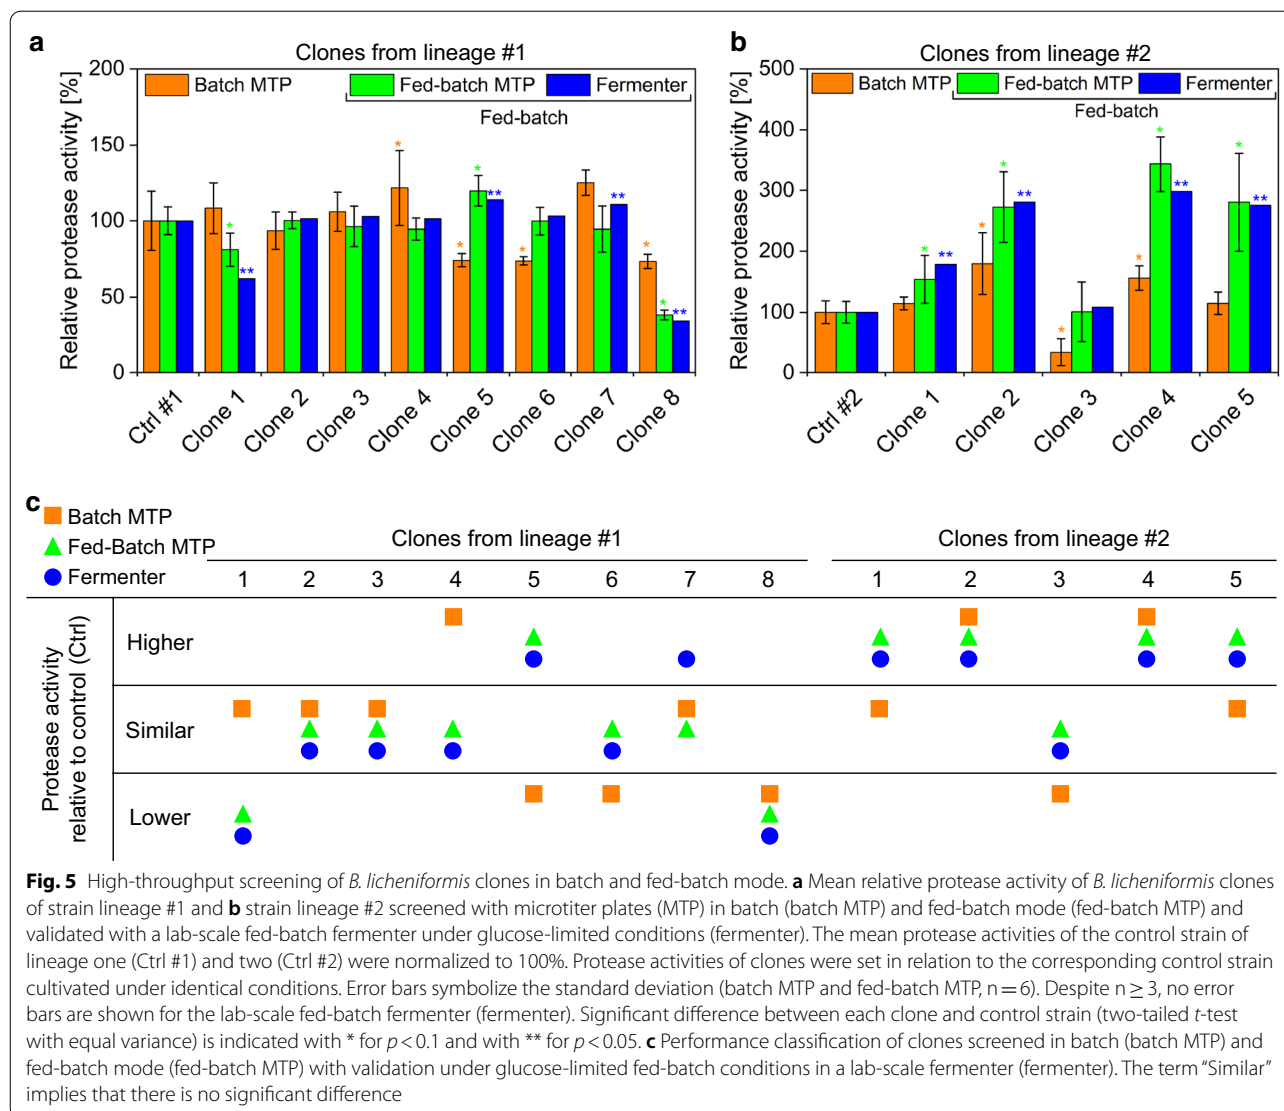 a
Clones from lineage #1
Relative protease activity [%]
200
150
100
50
0
Batch MTP
Fed-batch MTP
Fermenter
Fed-batch
*
**
*
*
*
**
*
**
*
*
**
Ctrl #1
Clone 1
Clone 2
Clone 3
Clone 4
Clone 5
Clone 6
Clone 7
Clone 8
b
Clones from lineage #2
Relative protease activity [%]
500
400
300
200
100
0
Batch MTP
Fed-batch MTP
Fermenter
Fed-batch
*
**
*
*
**
*
*
*
**
*
**
Ctrl #2
Clone 1
Clone 2
Clone 3
Clone 4
Clone 5
c
Batch MTP
Fed-Batch MTP
Fermenter
Clones from lineage #1
Clones from lineage #2
1 2 3 4 5 6 7 8 1 2 3 4 5
Protease activity
relative to control (Ctrl)
Higher
Similar
Lower
Fig. 5 High-throughput screening of B. licheniformis clones in batch and fed-batch mode. a Mean relative protease activity of B. licheniformis clones
of strain lineage #1 and b strain lineage #2 screened with microtiter plates (MTP) in batch (batch MTP) and fed-batch mode (fed-batch MTP) and
validated with a lab-scale fed-batch fermenter under glucose-limited conditions (fermenter). The mean protease activities of the control strain of
lineage one (Ctrl #1) and two (Ctrl #2) were normalized to 100%. Protease activities of clones were set in relation to the corresponding control strain
cultivated under identical conditions. Error bars symbolize the standard deviation (batch MTP and fed-batch MTP, n = 6). Despite n ≥ 3, no error
bars are shown for the lab-scale fed-batch fermenter (fermenter). Significant difference between each clone and control strain (two-tailed t-test
with equal variance) is indicated with * for p < 0.1 and with ** for p < 0.05. c Performance classification of clones screened in batch (batch MTP) and
fed-batch mode (fed-batch MTP) with validation under glucose-limited fed-batch conditions in a lab-scale fermenter (fermenter). The term “Similar”
implies that there is no significant difference